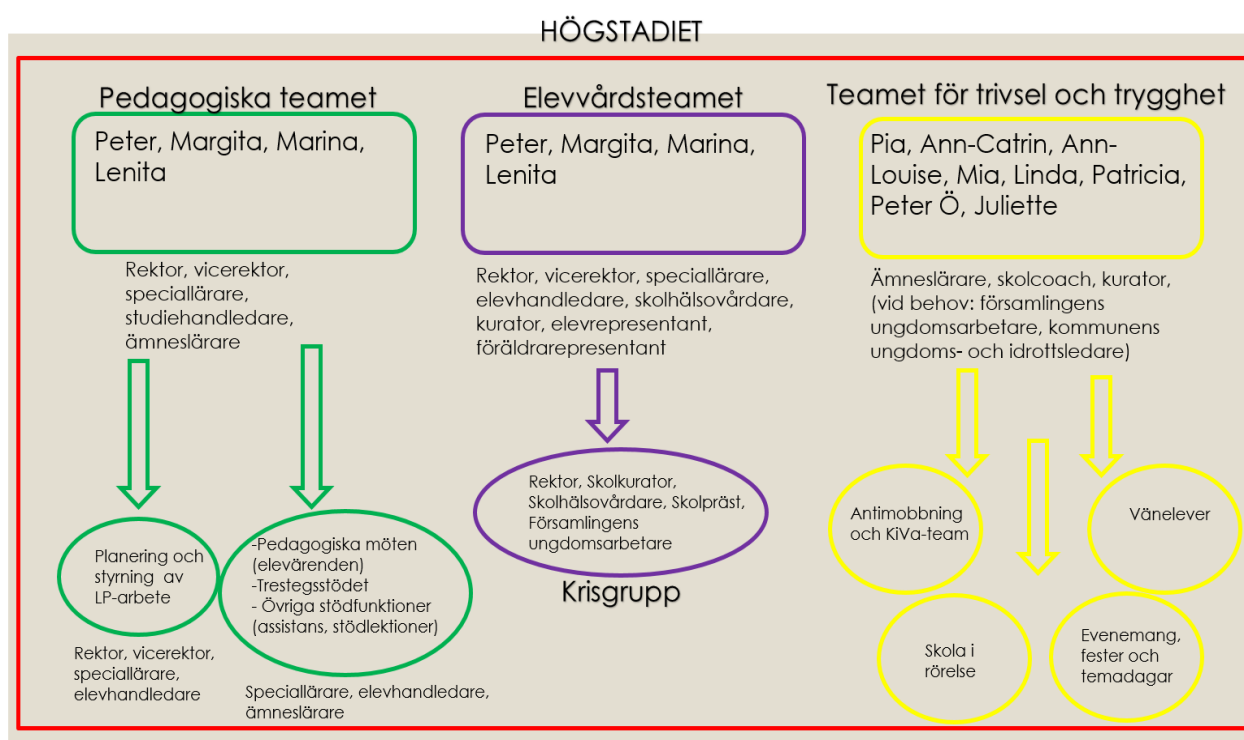 HÖGSTADIET
Pedagogiska teamet
Peter, Margita, Marina,
Lenita
Rektor, vicerektor,
speciallärare,
studiehandledare,
ämneslärare
Planering och
styrning av
LP-arbete
Rektor, vicerektor,
speciallärare,
elevhandledare
-Pedagogiska möten
(elevärenden)
-Trestegsstödet
- Övriga stödfunktioner
(assistans, stödlektioner)
Speciallärare, elevhandledare,
ämneslärare
Elevvårdsteamet
Peter, Margita, Marina,
Lenita
Rektor, vicerektor, speciallärare,
elevhandledare, skolhälsovårdare,
kurator, elevrepresentant,
föräldrarepresentant
Rektor, Skolkurator,
Skolhälsovårdare, Skolpräst,
Församlingens
ungdomsarbetare
Krisgrupp
Teamet för trivsel och trygghet
Pia, Ann-Catrin, Ann-
Louise, Mia, Linda, Patricia,
Peter Ö, Juliette
Ämneslärare, skolcoach, kurator,
(vid behov: församlingens
ungdomsarbetare, kommunens
ungdoms- och idrottsledare)
Antimobbning
och KiVa-team
Vänelever
Skola i
rörelse
Evenemang,
fester och
temadagar